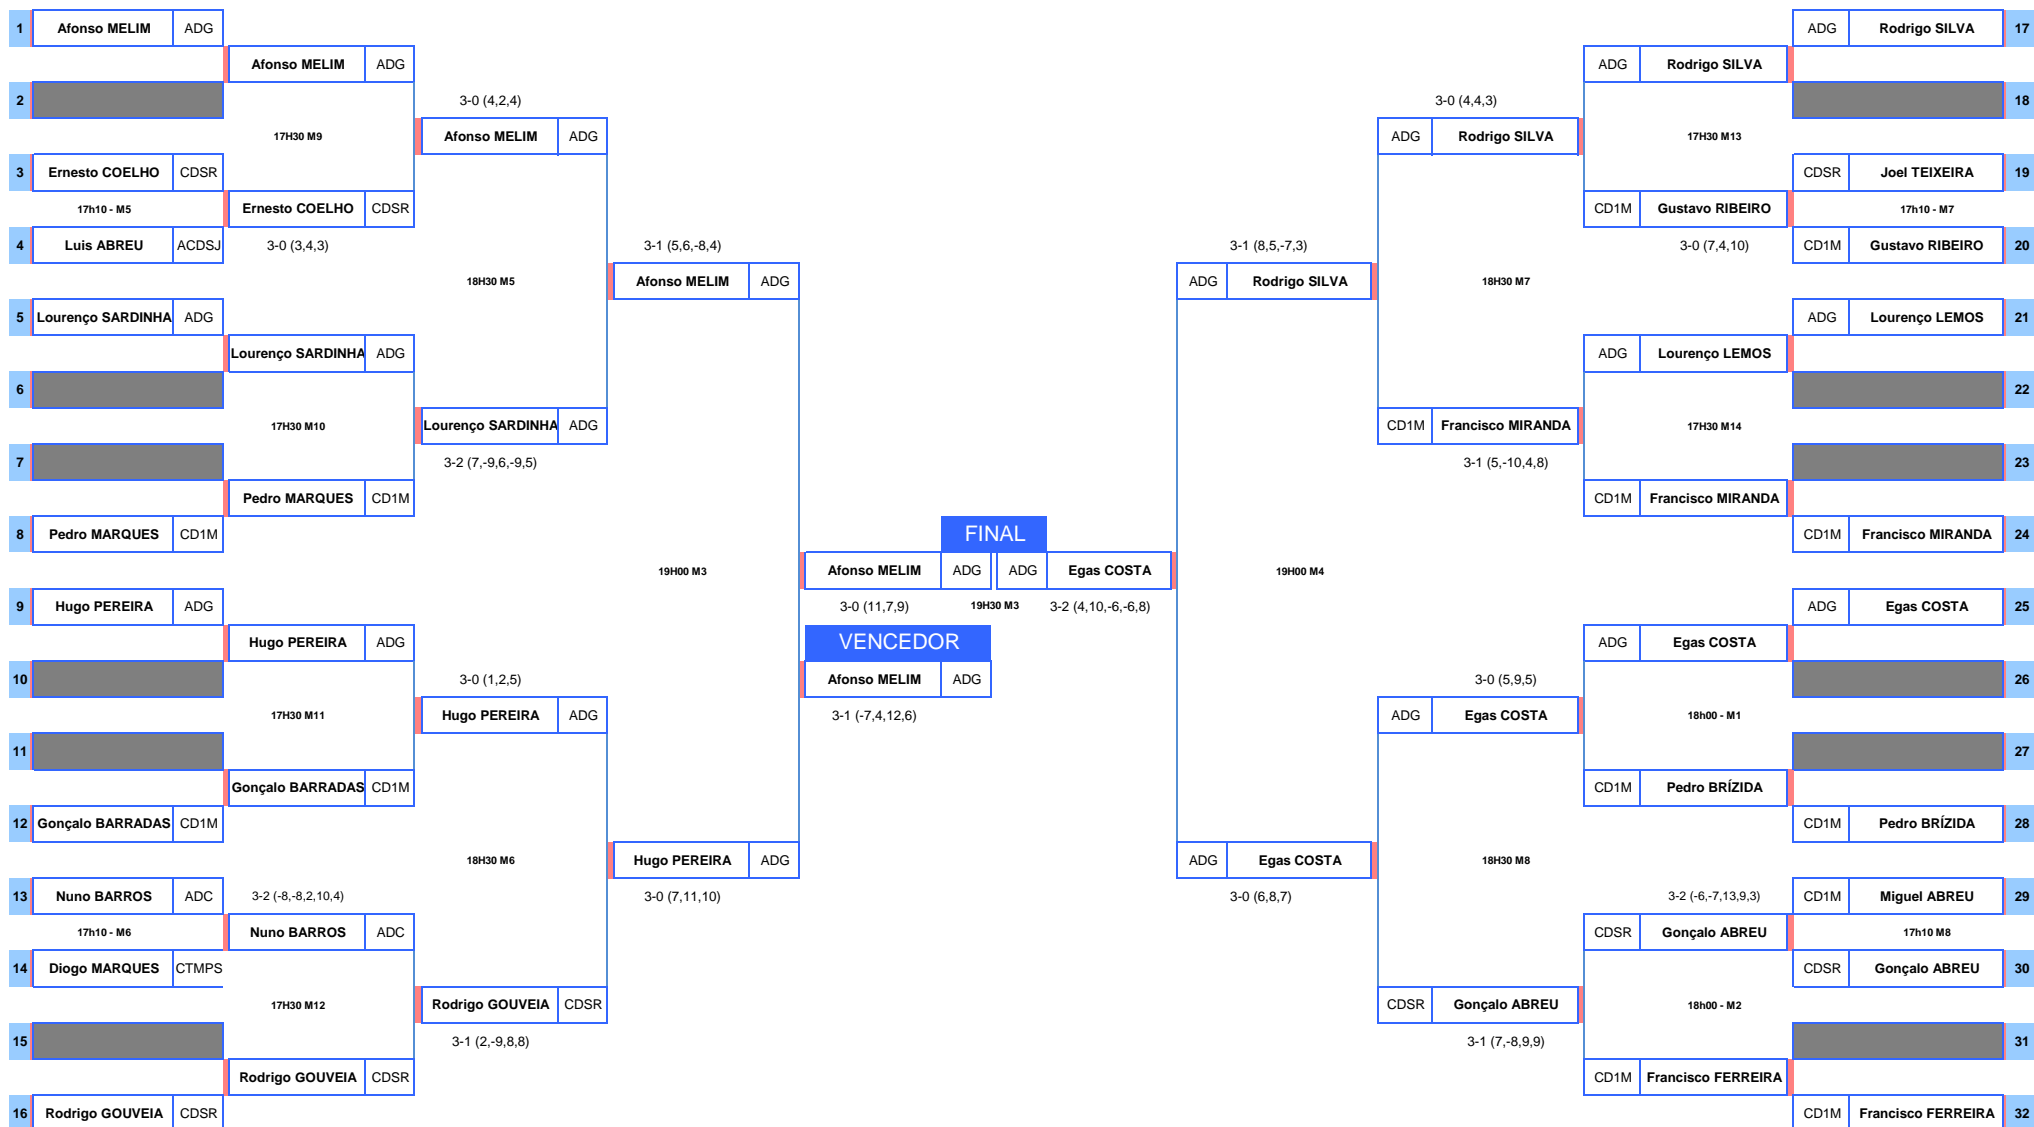 1 Afonso MELIM ADG ADG Rodrigo SILVA 17
Afonso MELIM ADG ADG Rodrigo SILVA
2 3-0 (4,2,4) 3-0 (4,4,3) 18
17H30 M9 Afonso MELIM ADG ADG Rodrigo SILVA 17H30 M13
3 Ernesto COELHO CDSR CDSR Joel TEIXEIRA 19
17h10 - M5 Ernesto COELHO CDSR CD1M Gustavo RIBEIRO 17h10 - M7
4 Luis ABREU ACDSJ 3-0 (3,4,3) 3-1 (5,6,-8,4) 3-1 (8,5,-7,3) 3-0 (7,4,10) CD1M Gustavo RIBEIRO 20
18H30 M5 Afonso MELIM ADG ADG Rodrigo SILVA 18H30 M7
5 Lourenço SARDINHA ADG ADG Lourenço LEMOS 21
Lourenço SARDINHA ADG ADG Lourenço LEMOS
6 22
17H30 M10 Lourenço SARDINHA ADG CD1M Francisco MIRANDA 17H30 M14
7 3-2 (7,-9,6,-9,5) 3-1 (5,-10,4,8) 23
Pedro MARQUES CD1M CD1M Francisco MIRANDA
8 Pedro MARQUES CD1M FINAL CD1M Francisco MIRANDA 24
19H00 M3 Afonso MELIM ADG ADG Egas COSTA 19H00 M4
9 Hugo PEREIRA ADG 3-0 (11,7,9) 19H30 M3 3-2 (4,10,-6,-6,8) ADG Egas COSTA 25
Hugo PEREIRA ADG VENCEDOR ADG Egas COSTA
10 3-0 (1,2,5) Afonso MELIM ADG 3-0 (5,9,5) 26
17H30 M11 Hugo PEREIRA ADG 3-1 (-7,4,12,6) ADG Egas COSTA 18h00 - M1
11 27
Gonçalo BARRADAS CD1M CD1M Pedro BRÍZIDA
12 Gonçalo BARRADAS CD1M CD1M Pedro BRÍZIDA 28
18H30 M6 Hugo PEREIRA ADG ADG Egas COSTA 18H30 M8
13 Nuno BARROS ADC 3-2 (-8,-8,2,10,4) 3-0 (7,11,10) 3-0 (6,8,7) 3-2 (-6,-7,13,9,3) CD1M Miguel ABREU 29
17h10 - M6 Nuno BARROS ADC CDSR Gonçalo ABREU 17h10 M8
14 Diogo MARQUES CTMPS CDSR Gonçalo ABREU 30
17H30 M12 Rodrigo GOUVEIA CDSR CDSR Gonçalo ABREU 18h00 - M2
15 3-1 (2,-9,8,8) 3-1 (7,-8,9,9) 31
Rodrigo GOUVEIA CDSR CD1M Francisco FERREIRA
16 Rodrigo GOUVEIA CDSR CD1M Francisco FERREIRA 32